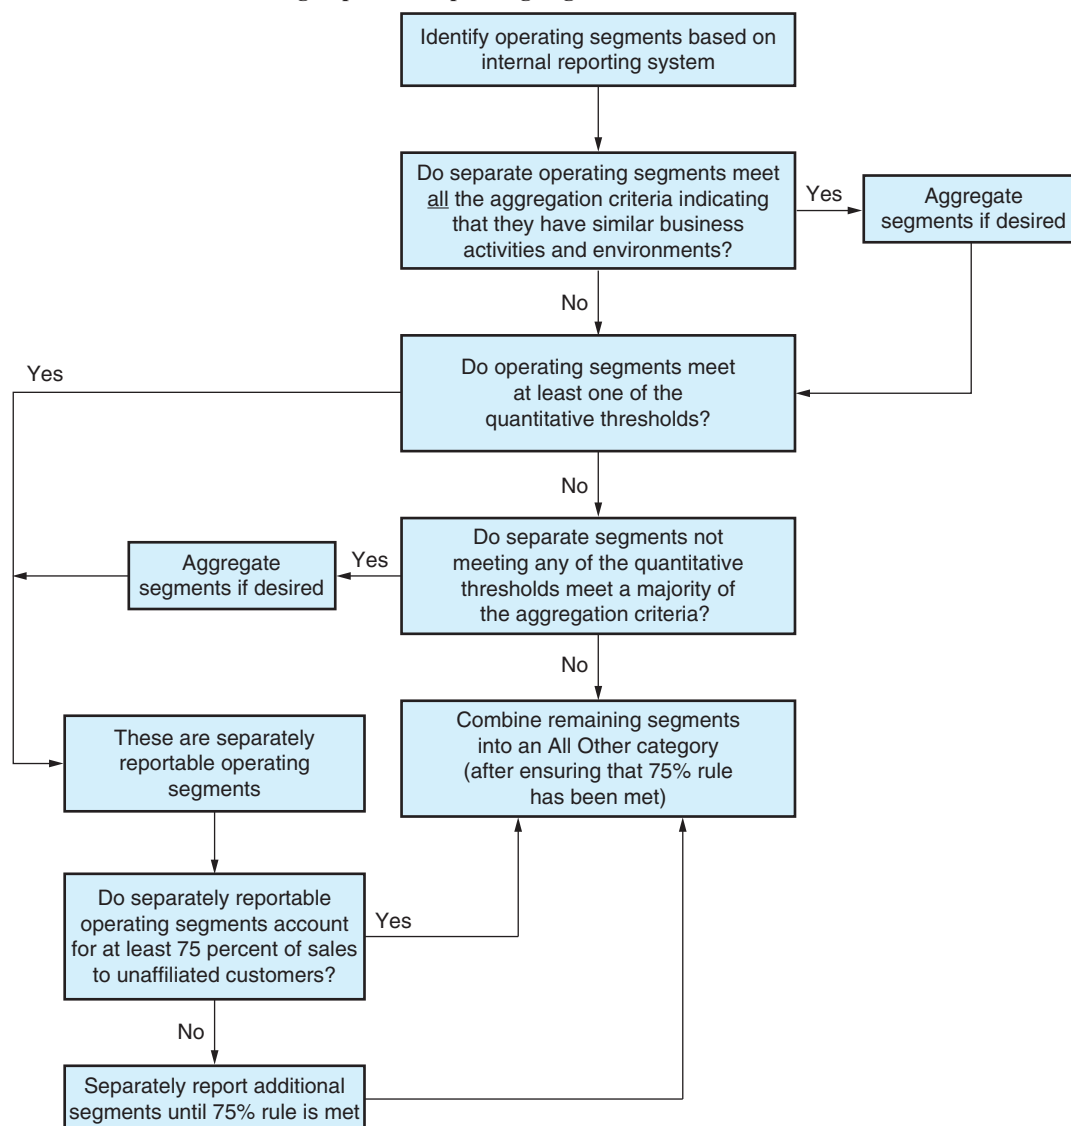 Identify operating segments based on
internal reporting system
Do separate operating segments meet
all the aggregation criteria indicating
that they have similar business
activities and environments?
Yes
Aggregate
segments if desired
No
Do operating segments meet
at least one of the
quantitative thresholds?
Yes
No
Do separate segments not
meeting any of the quantitative
thresholds meet a majority of
the aggregation criteria?
Yes
Aggregate
segments if desired
No
Combine remaining segments
into an All Other category
(after ensuring that 75% rule
has been met)
These are separately
reportable operating
segments
Do separately reportable
operating segments account
for at least 75 percent of sales
to unaffiliated customers?
Yes
No
Separately report additional
segments until 75% rule is met